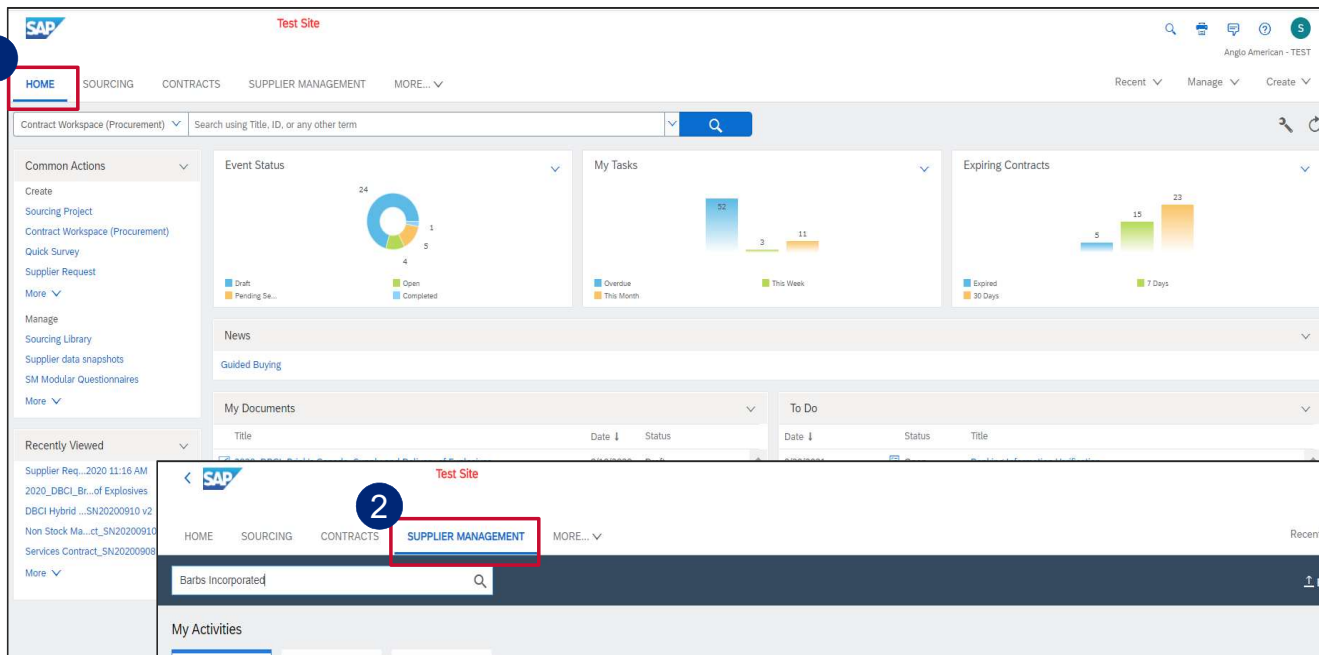 SAP
Test Site
Anglo American - TEST
S
HOME SOURCING CONTRACTS SUPPLIER MANAGEMENT MORE...
Recent Manage Create
Contract Workspace (Procurement) Search using Title, ID, or any other term
Common Actions
Create
Sourcing Project
Contract Workspace (Procurement)
Quick Survey
Supplier Request
More
Manage
Sourcing Library
Supplier data snapshots
SM Modular Questionnaires
More
Recently Viewed
Supplier Req...2020 11:16 AM
2020_DBCI_Br...of Explosives
DBCI Hybrid ...SN20200910 v2
Non Stock Ma...ct_SN20200910
Services Contract_SN20200908
More
Event Status
24
1
5
4
Draft Open
Pending Se... Completed
My Tasks
52
3
11
Overdue This Week
This Month
Expiring Contracts
5
15
23
Expired 7 Days
30 Days
News
Guided Buying
My Documents
Title Date Status
To Do
Date Status Title
SAP
Test Site
2
HOME SOURCING CONTRACTS SUPPLIER MANAGEMENT MORE...
Recent
Barbs Incorporated
My Activities